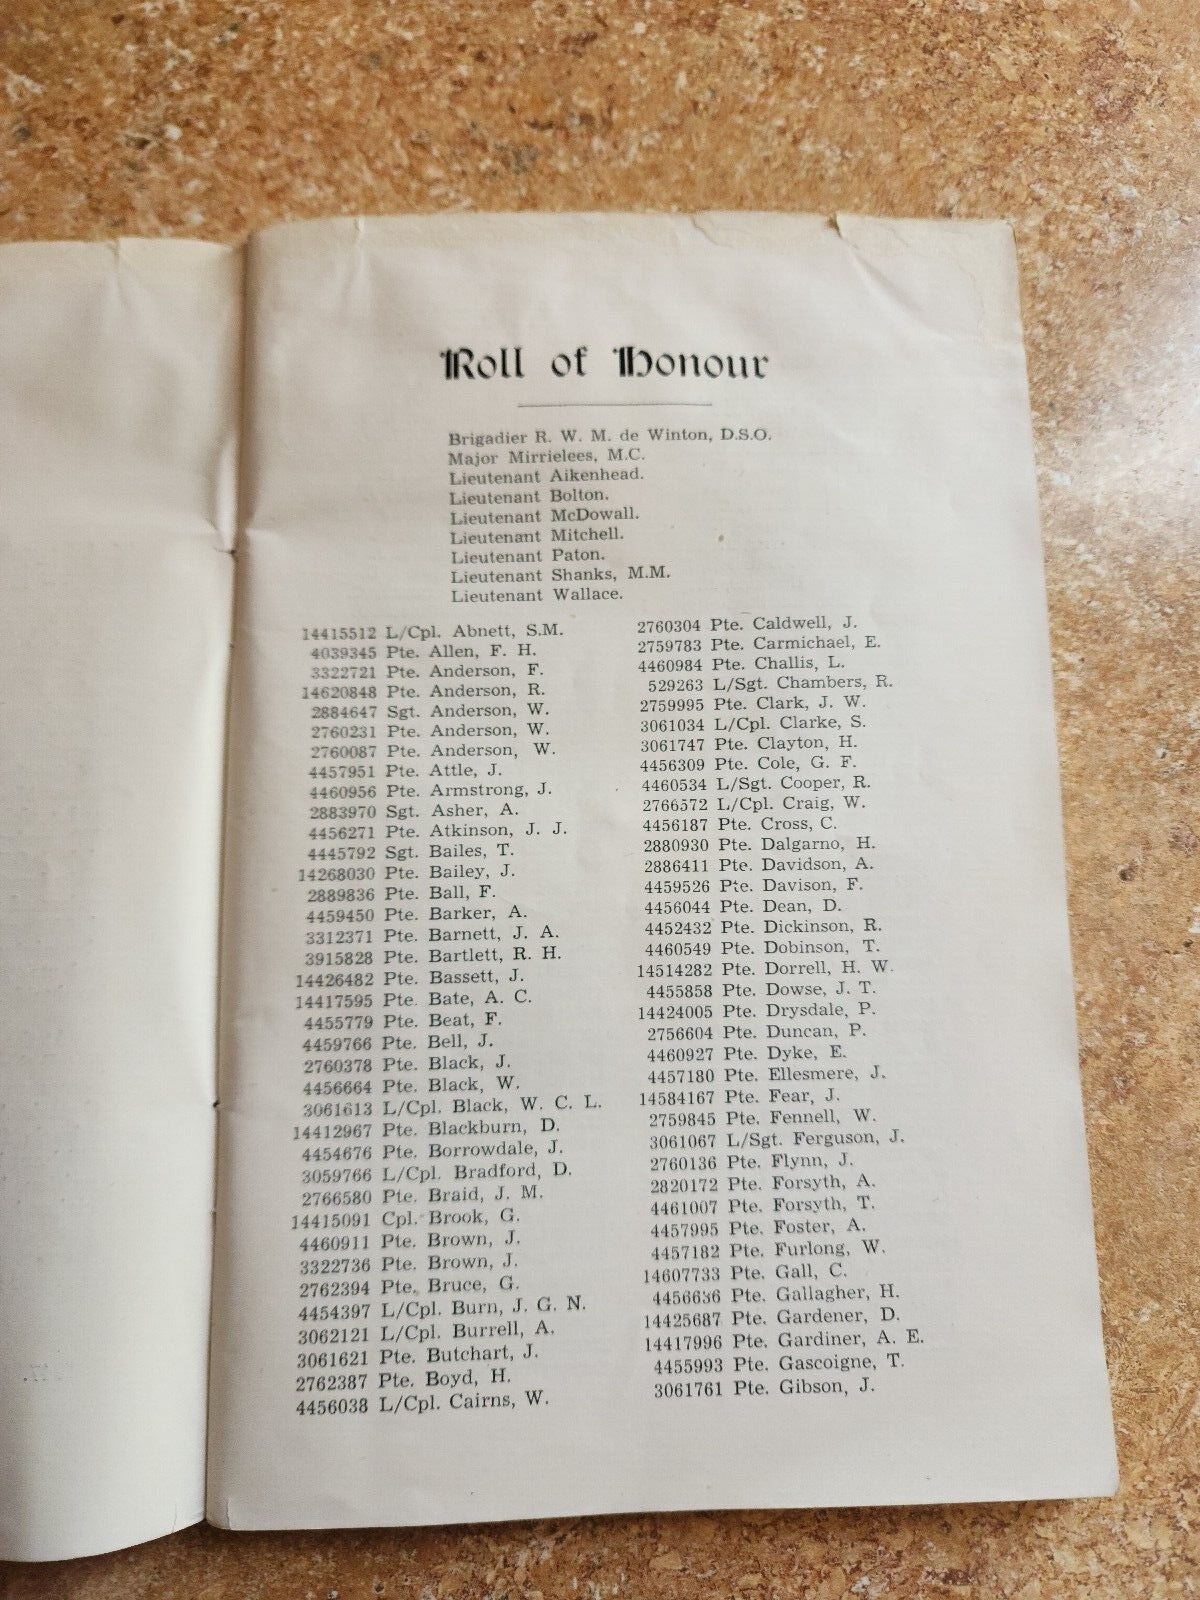 Roll of Honour
Brigadier R. W. M. de Winton, D.S.O.
Major Mirrielees, M.C.
Lieutenant Aikenhead.
Lieutenant Bolton.
Lieutenant McDowall.
Lieutenant Mitchell.
Lieutenant Paton.
Lieutenant Shanks, M.M.
Lieutenant Wallace.
14415512 L/Cpl. Abnett, S.M.
4039345 Pte. Allen, F. H.
3322721 Pte. Anderson, F.
14620848 Pte. Anderson, R.
2884647 Sgt. Anderson, W.
2760231 Pte. Anderson, W.
2760087 Pte. Anderson, W.
4457951 Pte. Attle, J.
4460956 Pte. Armstrong, J.
2883970 Sgt. Asher, A.
4456271 Pte. Atkinson, J. J.
4445792 Sgt. Bailes, T.
14268030 Pte. Bailey, J.
2889836 Pte. Ball, F.
4459450 Pte. Barker, A.
3312371 Pte. Barnett, J. A.
3915828 Pte. Bartlett, R. H.
14426482 Pte. Bassett, J.
14417595 Pte. Bate, A. C.
4455779 Pte. Beat, F.
4459766 Pte. Bell, J.
2760378 Pte. Black, J.
4456664 Pte. Black, W.
3061613 L/Cpl. Black, W. C. L.
14412967 Pte. Blackburn, D.
4454676 Pte. Borrowdale, J.
3059766 L/Cpl. Bradford, D.
2766580 Pte. Braid, J. M.
14415091 Cpl. Brook, G.
4460911 Pte. Brown, J.
3322736 Pte. Brown, J.
2762394 Pte. Bruce, G.
4454397 L/Cpl. Burn, J. G. N.
3062121 L/Cpl. Burrell, A.
3061621 Pte. Butchart, J.
2762387 Pte. Boyd, H.
4456038 L/Cpl. Cairns, W.
2760304 Pte. Caldwell, J.
2759783 Pte. Carmichael, E.
4460984 Pte. Challis, L.
529263 L/Sgt. Chambers, R.
2759995 Pte. Clark, J. W.
3061034 L/Cpl. Clarke, S.
3061747 Pte. Clayton, H.
4456309 Pte. Cole, G. F.
4460534 L/Sgt. Cooper, R.
2766572 L/Cpl. Craig, W.
4456187 Pte. Cross, C.
2880930 Pte. Dalgarno, H.
2886411 Pte. Davidson, A.
4459526 Pte. Davison, F.
4456044 Pte. Dean, D.
4452432 Pte. Dickinson, R.
4460549 Pte. Dobinson, T.
14514282 Pte. Dorrell, H. W.
4455858 Pte. Dowse, J. T.
14424005 Pte. Drysdale, P.
2756604 Pte. Duncan, P.
4460927 Pte. Dyke, E.
4457180 Pte. Ellesmere, J.
14584167 Pte. Fear, J.
2759845 Pte. Fennell, W.
3061067 L/Sgt. Ferguson, J.
2760136 Pte. Flynn, J.
2820172 Pte. Forsyth, A.
4461007 Pte. Forsyth, T.
4457995 Pte. Foster, A.
4457182 Pte. Furlong, W.
14607733 Pte. Gall, C.
4456636 Pte. Gallagher, H.
14425687 Pte. Gardener, D.
14417996 Pte. Gardiner, A. E.
4455993 Pte. Gascoigne, T.
3061761 Pte. Gibson, J.